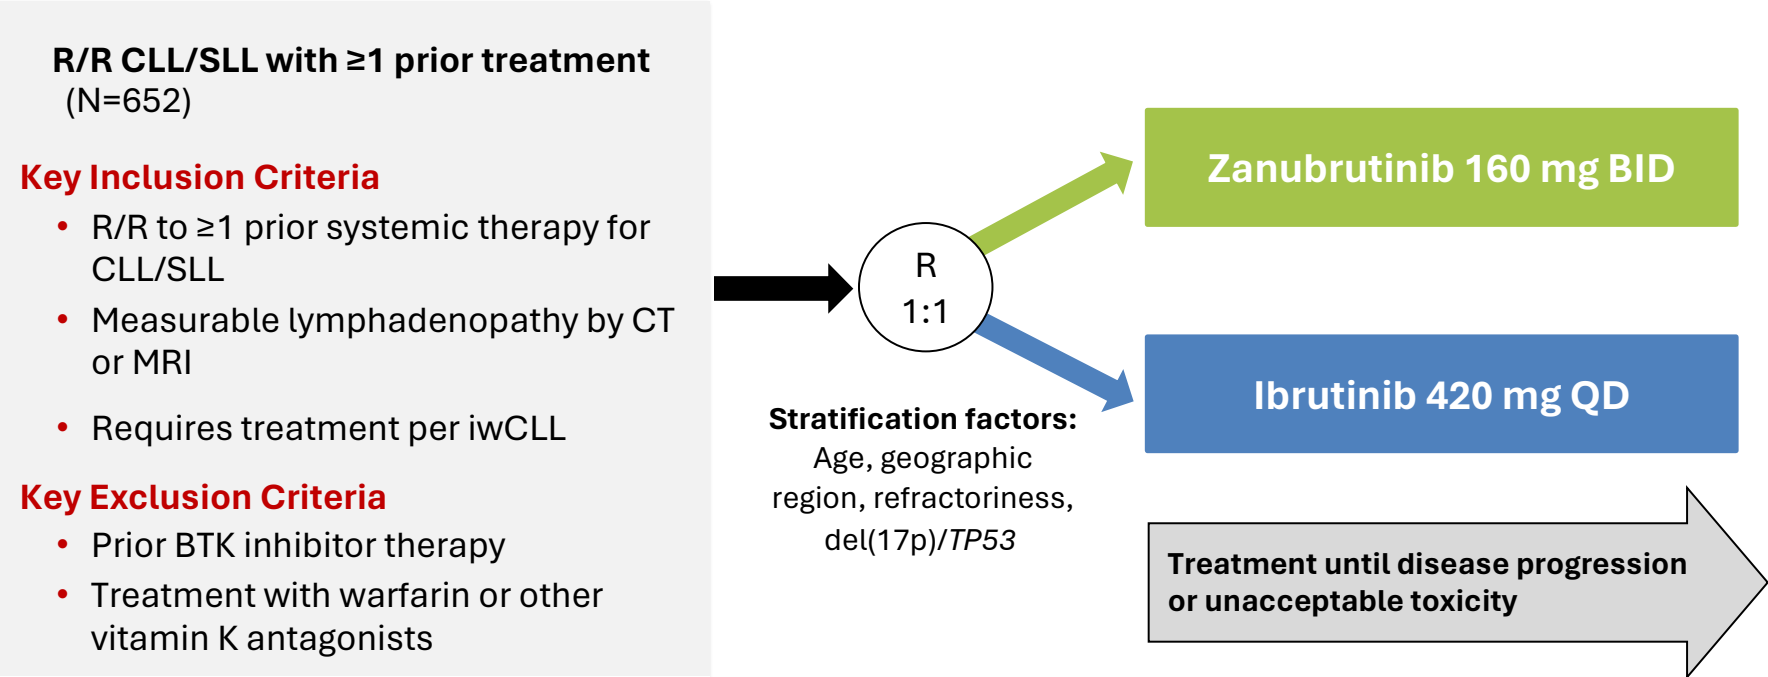 R/R CLL/SLL with ≥1 prior treatment
(N=652)
Key Inclusion Criteria
• R/R to ≥1 prior systemic therapy for
CLL/SLL
• Measurable lymphadenopathy by CT
or MRI
• Requires treatment per iwCLL
Key Exclusion Criteria
• Prior BTK inhibitor therapy
• Treatment with warfarin or other
vitamin K antagonists
R
1:1
Stratification factors:
Age, geographic
region, refractoriness,
del(17p)/TP53
Zanubrutinib 160 mg BID
Ibrutinib 420 mg QD
Treatment until disease progression
or unacceptable toxicity